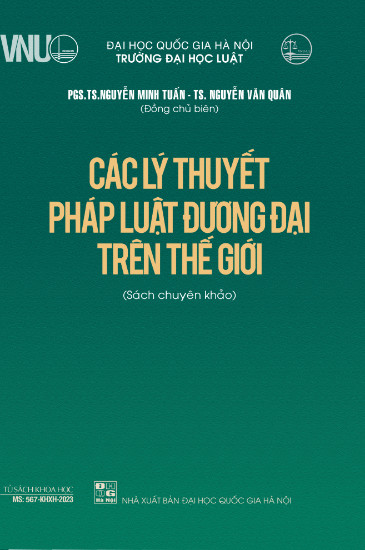 VNU
ĐẠI HỌC QUỐC GIA HÀ NỘI
TRƯỜNG ĐẠI HỌC LUẬT
PGS.TS.NGUYỄN MINH TUẤN - TS. NGUYỄN VĂN QUÂN
(Đồng chủ biên)
CÁC LÝ THUYẾT
PHÁP LUẬT ĐƯƠNG ĐẠI
TRÊN THẾ GIỚI
(Sách chuyên khảo)
TỦ SÁCH KHOA HỌC
MS: 567-KHXH-2023
Hà Nội
NHÀ XUẤT BẢN ĐẠI HỌC QUỐC GIA HÀ NỘI